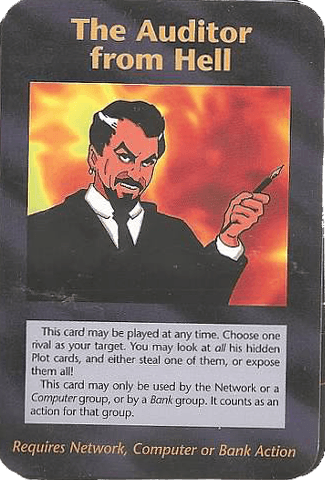 The Auditor
from Hell
This card may be played at any time. Choose one
rival as your target. You may look at all his hidden
Plot cards, and either steal one of them, or expose
them all!
This card may only be used by the Network or a
Computer group, or by a Bank group. It counts as an
action for that group.
Requires Network, Computer or Bank Action